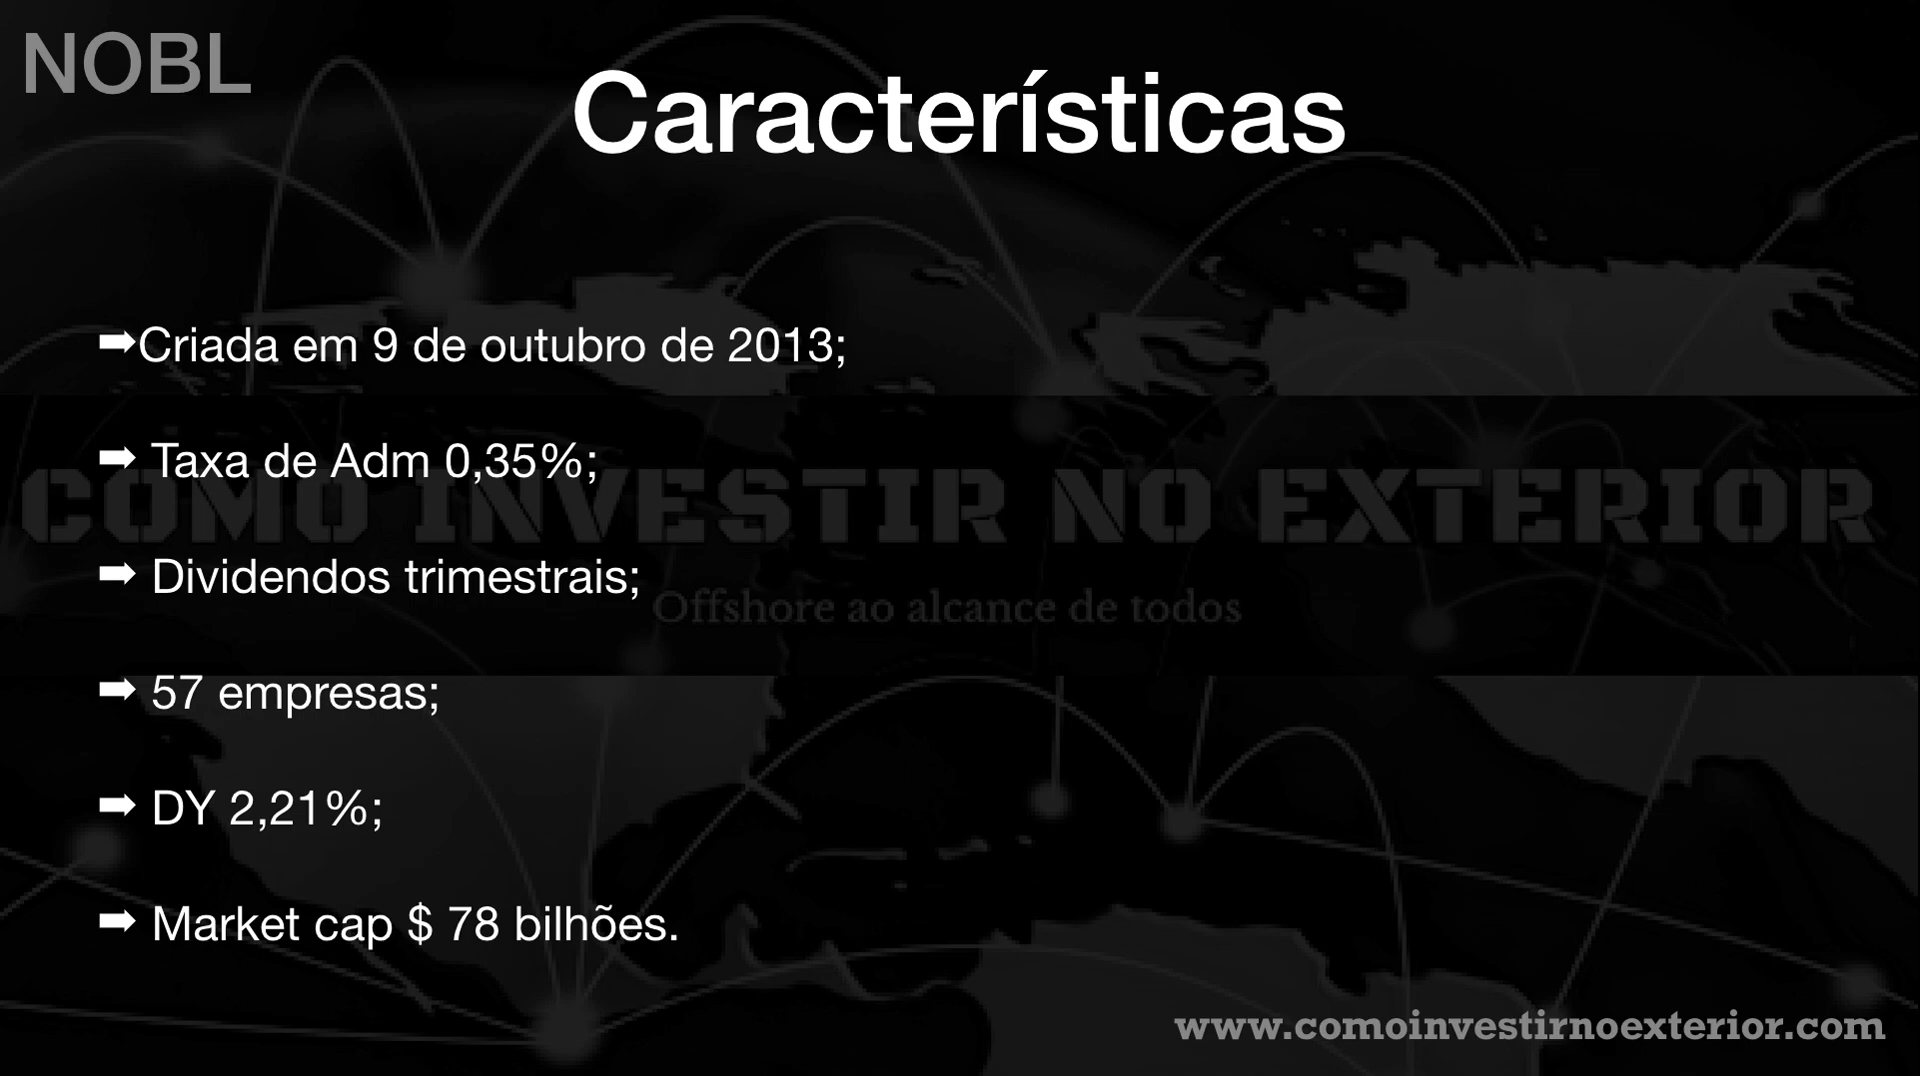 NOBL
Características
➡Criada em 9 de outubro de 2013;
➡ Taxa de Adm 0,35%;
COMO INVESTIR NO EXTERIOR
➡ Dividendos trimestrais;
Offshore ao alcance de todos
➡ 57 empresas;
➡ DY 2,21%;
➡ Market cap $ 78 bilhões.
www.comoinvestirnoexterior.com